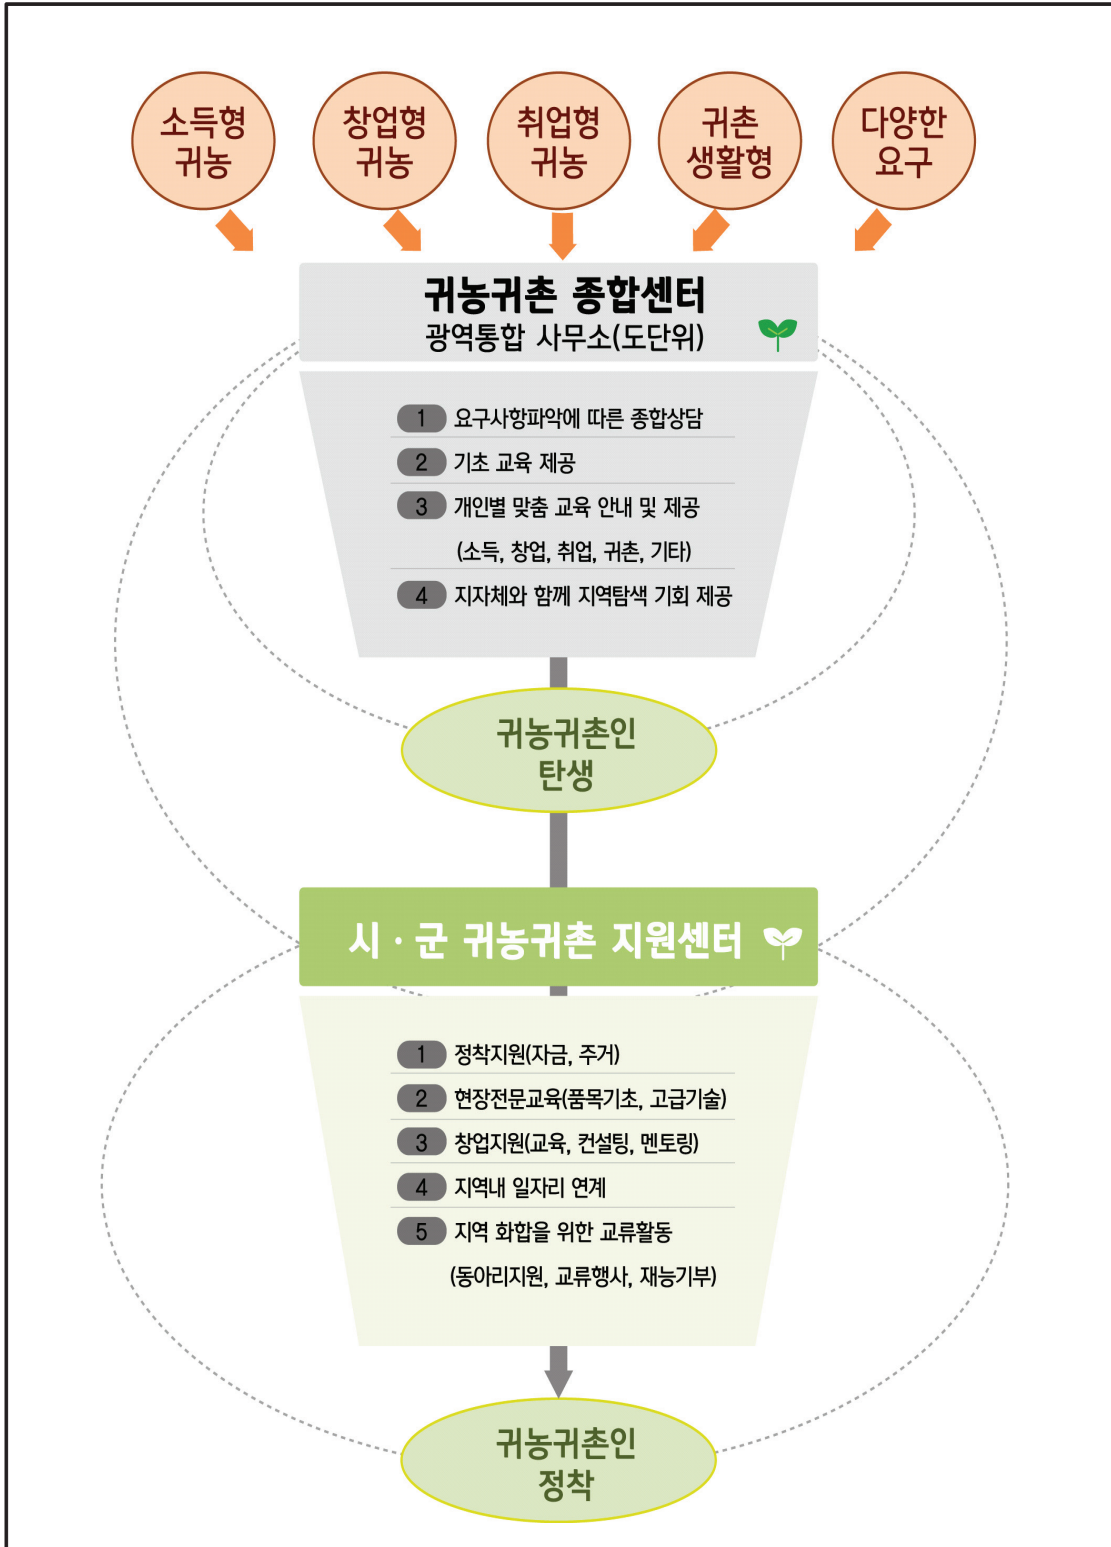 소득형
귀농
창업형
귀농
취업형
귀농
귀촌
생활형
다양한
요구
귀농귀촌 종합센터
광역통합 사무소(도단위)
1 요구사항파악에 따른 종합상담
2 기초 교육 제공
3 개인별 맞춤 교육 안내 및 제공
(소득, 창업, 취업, 귀촌, 기타)
4 지자체와 함께 지역탐색 기회 제공
귀농귀촌인
탄생
시·군 귀농귀촌 지원센터
1 정착지원(자금, 주거)
2 현장전문교육(품목기초, 고급기술)
3 창업지원(교육, 컨설팅, 멘토링)
4 지역내 일자리 연계
5 지역 화합을 위한 교류활동
(동아리지원, 교류행사, 재능기부)
귀농귀촌인
정착